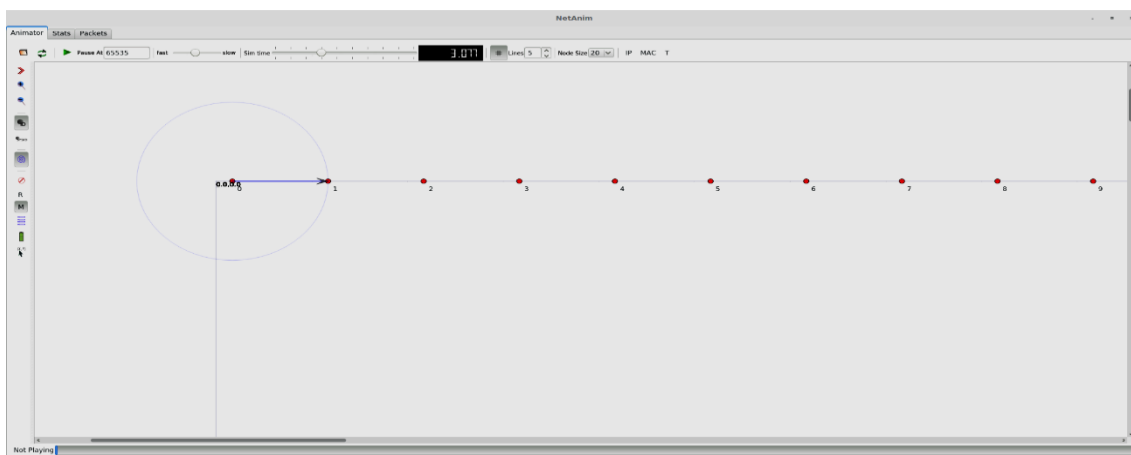 NetAnim
Animator Stats Packets
Pause At 65535 fast slow Sim time 3.077 Lines 5 Node Size 20 IP MAC T
R
M
0.0,0.0
0 1 2 3 4 5 6 7 8 9
Not Playing